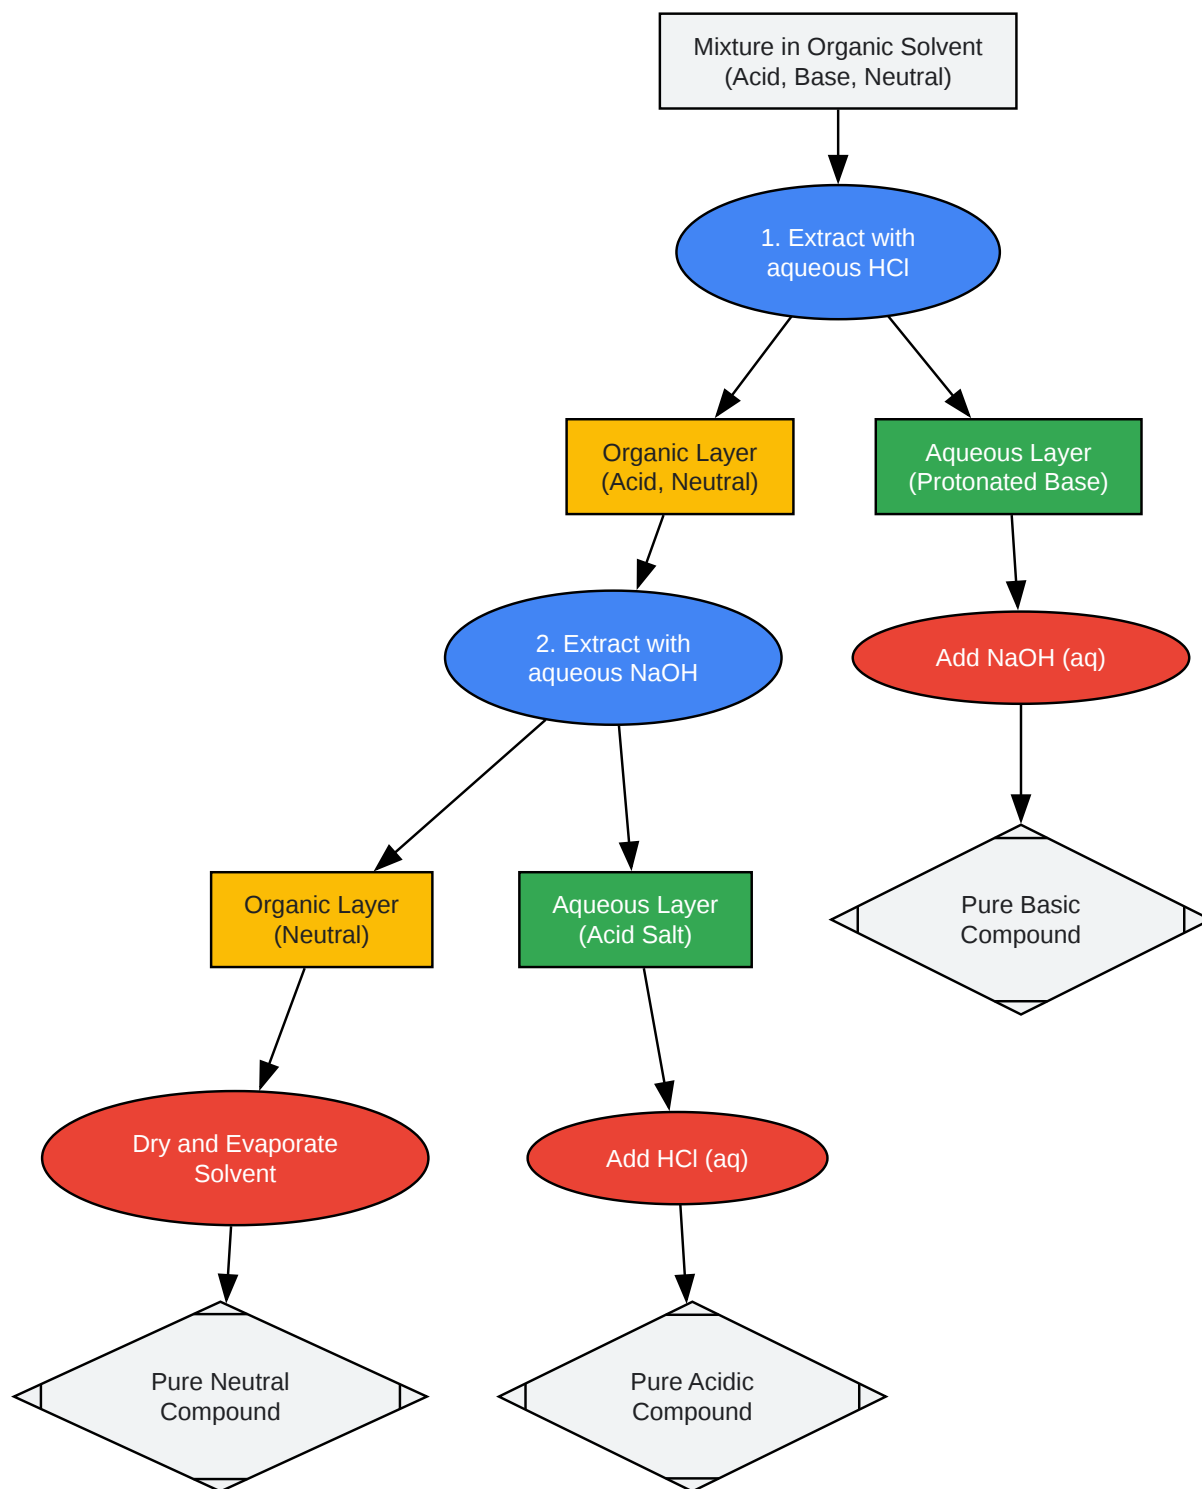 Mixture in Organic Solvent
(Acid, Base, Neutral)
1. Extract with
aqueous HCl
Organic Layer
(Acid, Neutral)
Aqueous Layer
(Protonated Base)
2. Extract with
aqueous NaOH
Add NaOH (aq)
Organic Layer
(Neutral)
Aqueous Layer
(Acid Salt)
Pure Basic
Compound
Dry and Evaporate
Solvent
Add HCl (aq)
Pure Neutral
Compound
Pure Acidic
Compound